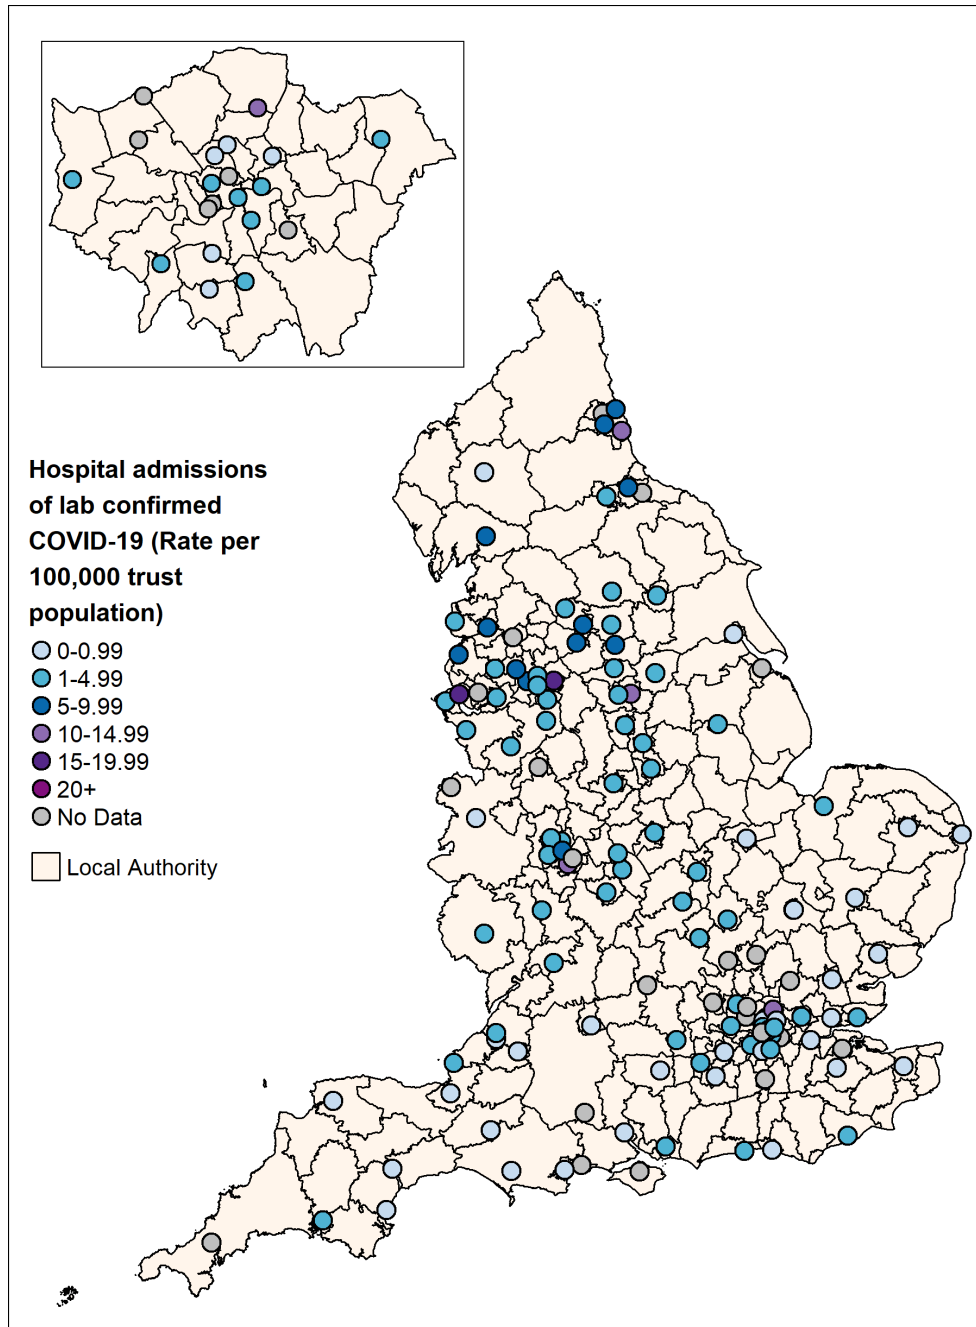 Hospital admissions
of lab confirmed
COVID-19 (Rate per
100,000 trust
population)
0-0.99
1-4.99
5-9.99
10-14.99
15-19.99
20+
No Data
Local Authority